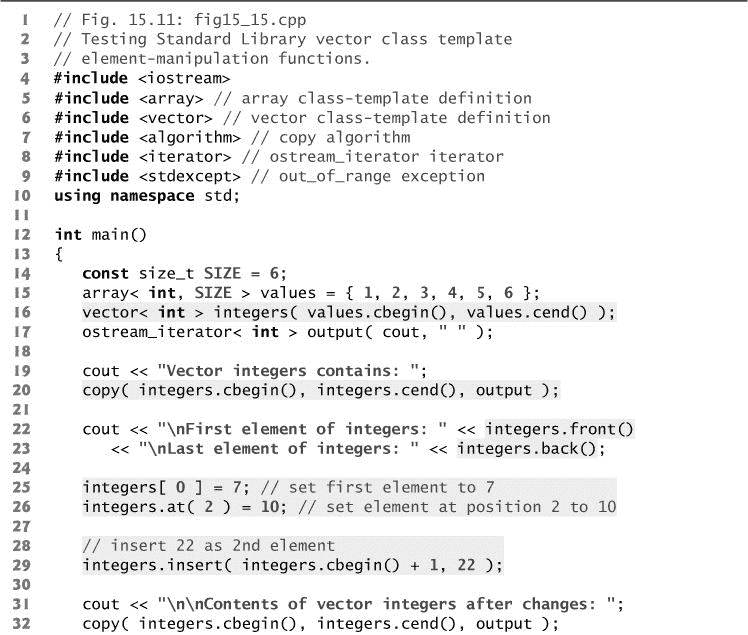 1 // Fig. 15.11: fig15_15.cpp
2 // Testing Standard Library vector class template
3 // element-manipulation functions.
4 #include <iostream>
5 #include <array> // array class-template definition
6 #include <vector> // vector class-template definition
7 #include <algorithm> // copy algorithm
8 #include <iterator> // ostream_iterator iterator
9 #include <stdexcept> // out_of_range exception
10 using namespace std;
11
12 int main()
13 {
14 const size_t SIZE = 6;
15 array< int, SIZE > values = { 1, 2, 3, 4, 5, 6 };
16 vector< int > integers( values.cbegin(), values.cend() );
17 ostream_iterator< int > output( cout, " " );
18
19 cout << "Vector integers contains: ";
20 copy( integers.cbegin(), integers.cend(), output );
21
22 cout << "\nFirst element of integers: " << integers.front()
23 << "\nLast element of integers: " << integers.back();
24
25 integers[ 0 ] = 7; // set first element to 7
26 integers.at( 2 ) = 10; // set element at position 2 to 10
27
28 // insert 22 as 2nd element
29 integers.insert( integers.cbegin() + 1, 22 );
30
31 cout << "\n\nContents of vector integers after changes: ";
32 copy( integers.cbegin(), integers.cend(), output );